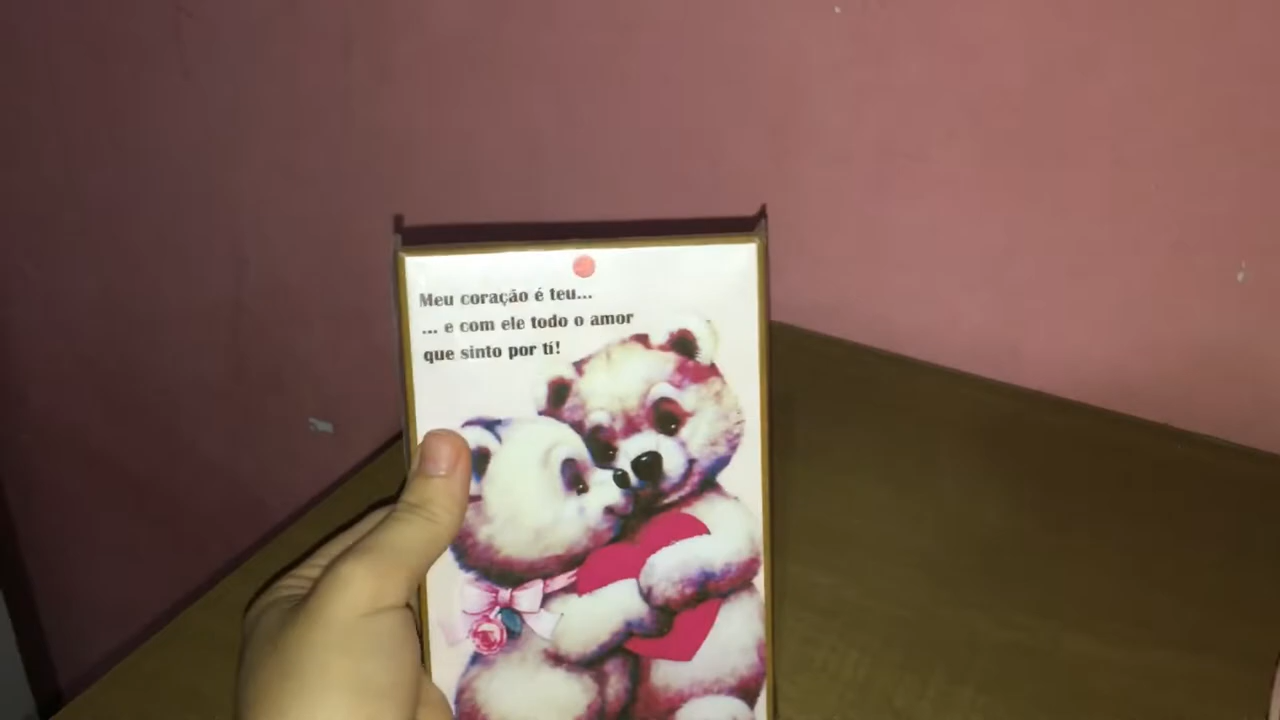 Meu coração é teu...
... e com ele todo o amor
que sinto por tí!